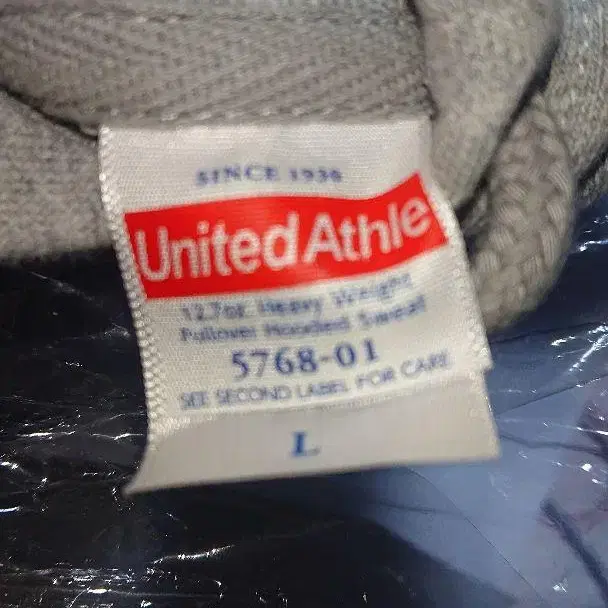 SINCE 1936
United Athle
12.7oz. Heavy Weight
Pullover Hooded Sweat
5768-01
SEE SECOND LABEL FOR CARE
L